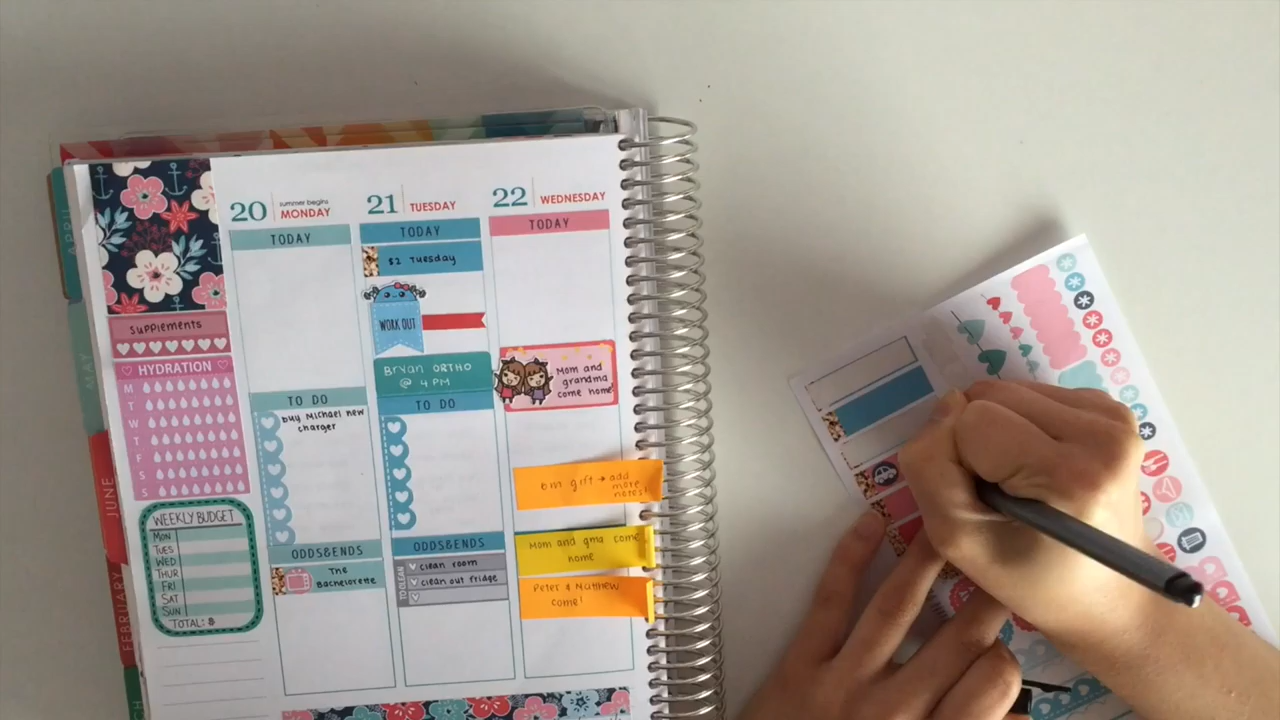 APRIL
MAY
JUNE
FEBRUARY
SUPPLEMENTS
HYDRATION
M
T
W
T
F
S
S
WEEKLY BUDGET
MON
TUES
WED
THUR
FRI
SAT
SUN
TOTAL: $
20
summer begins
MONDAY
TODAY
TO DO
buy Michael new
charger
ODDS&ENDS
The
Bachelorette
21
TUESDAY
TODAY
$2 Tuesday
WORK OUT
Bryan ORTHO
@ 4 PM
TO DO
ODDS&ENDS
TO CLEAN
clean room
clean out fridge
22
WEDNESDAY
TODAY
Mom and
grandma
come home!
gift → add
more
notes!
Mom and gma come
home
Peter & Matthew
come!